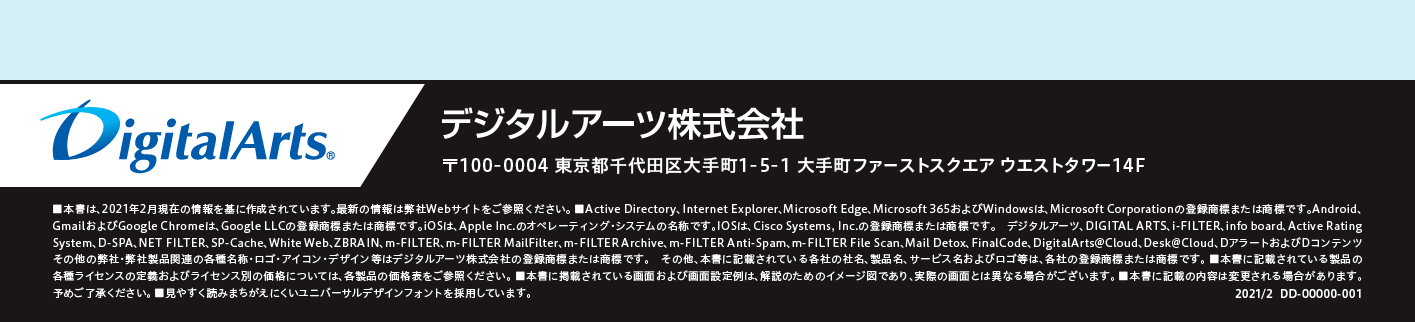 DigitalArts®
デジタルアーツ株式会社
〒100-0004 東京都千代田区大手町1-5-1 大手町ファーストスクエア ウエストタワー14F
■本書は、2021年2月現在の情報を基に作成されています。最新の情報は弊社Webサイトをご参照ください。 ■Active Directory、Internet Explorer、Microsoft Edge、Microsoft 365およびWindowsは、Microsoft Corporationの登録商標または商標です。Android、
GmailおよびGoogle Chromeは、Google LLCの登録商標または商標です。iOSは、Apple Inc.のオペレーティング・システムの名称です。IOSは、Cisco Systems, Inc.の登録商標または商標です。 デジタルアーツ、DIGITAL ARTS、i-FILTER、info board、Active Rating
System、D-SPA、NET FILTER、SP-Cache、White Web、ZBRAIN、m-FILTER、m-FILTER MailFilter、m-FILTER Archive、m-FILTER Anti-Spam、m-FILTER File Scan、Mail Detox、FinalCode、DigitalArts@Cloud、Desk@Cloud、DアラートおよびDコンテンツ
その他の弊社・弊社製品関連の各種名称・ロゴ・アイコン・デザイン等はデジタルアーツ株式会社の登録商標または商標です。 その他、本書に記載されている各社の社名、製品名、サービス名およびロゴ等は、各社の登録商標または商標です。 ■本書に記載されている製品の
各種ライセンスの定義およびライセンス別の価格については、各製品の価格表をご参照ください。 ■本書に掲載されている画面および画面設定例は、解説のためのイメージ図であり、実際の画面とは異なる場合がございます。 ■本書に記載の内容は変更される場合があります。
予めご了承ください。 ■見やすく読みまちがえにくいユニバーサルデザインフォントを採用しています。
2021/2 DD-00000-001